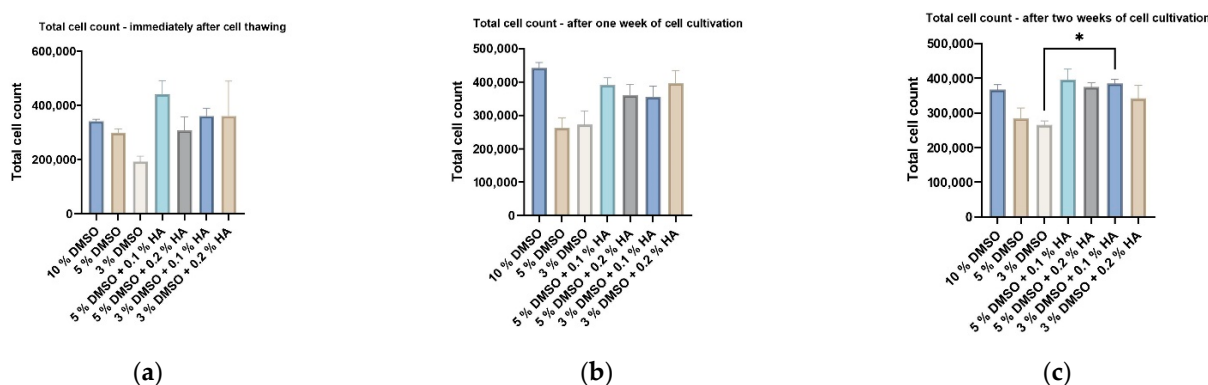 Total cell count - immediately after cell thawing
Total cell count
600,000
400,000
200,000
0
10 % DMSO
5 % DMSO
3 % DMSO
5 % DMSO + 0.1 % HA
5 % DMSO + 0.2 % HA
3 % DMSO + 0.1 % HA
3 % DMSO + 0.2 % HA
(a)
Total cell count - after one week of cell cultivation
Total cell count
500,000
400,000
300,000
200,000
100,000
0
10 % DMSO
5 % DMSO
3 % DMSO
5 % DMSO + 0.1 % HA
5 % DMSO + 0.2 % HA
3 % DMSO + 0.1 % HA
3 % DMSO + 0.2 % HA
(b)
Total cell count - after two weeks of cell cultivation
Total cell count
500,000
400,000
300,000
200,000
100,000
0
*
10 % DMSO
5 % DMSO
3 % DMSO
5 % DMSO + 0.1 % HA
5 % DMSO + 0.2 % HA
3 % DMSO + 0.1 % HA
3 % DMSO + 0.2 % HA
(c)